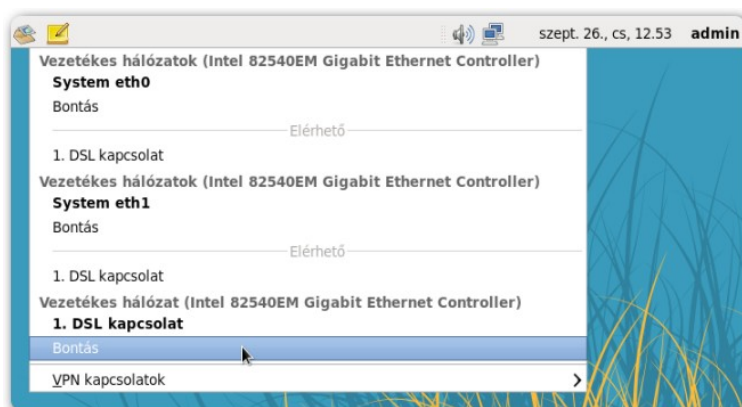 szept. 26., cs, 12.53 admin
Vezetékes hálózatok (Intel 82540EM Gigabit Ethernet Controller)
System eth0
Bontás
Elérhető
1. DSL kapcsolat
Vezetékes hálózatok (Intel 82540EM Gigabit Ethernet Controller)
System eth1
Bontás
Elérhető
1. DSL kapcsolat
Vezetékes hálózat (Intel 82540EM Gigabit Ethernet Controller)
1. DSL kapcsolat
Bontás
VPN kapcsolatok